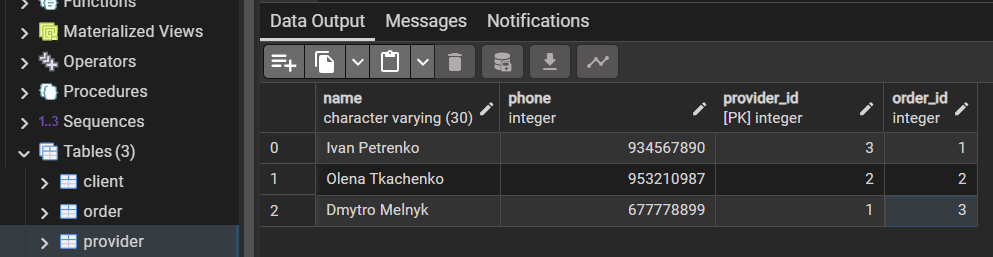 Functions
Materialized Views
Operators
Procedures
1..3 Sequences
Tables (3)
client
order
provider
Data Output Messages Notifications
name phone provider_id order_id
character varying (30) integer [PK] integer integer
0 Ivan Petrenko 934567890 3 1
1 Olena Tkachenko 953210987 2 2
2 Dmytro Melnyk 677778899 1 3